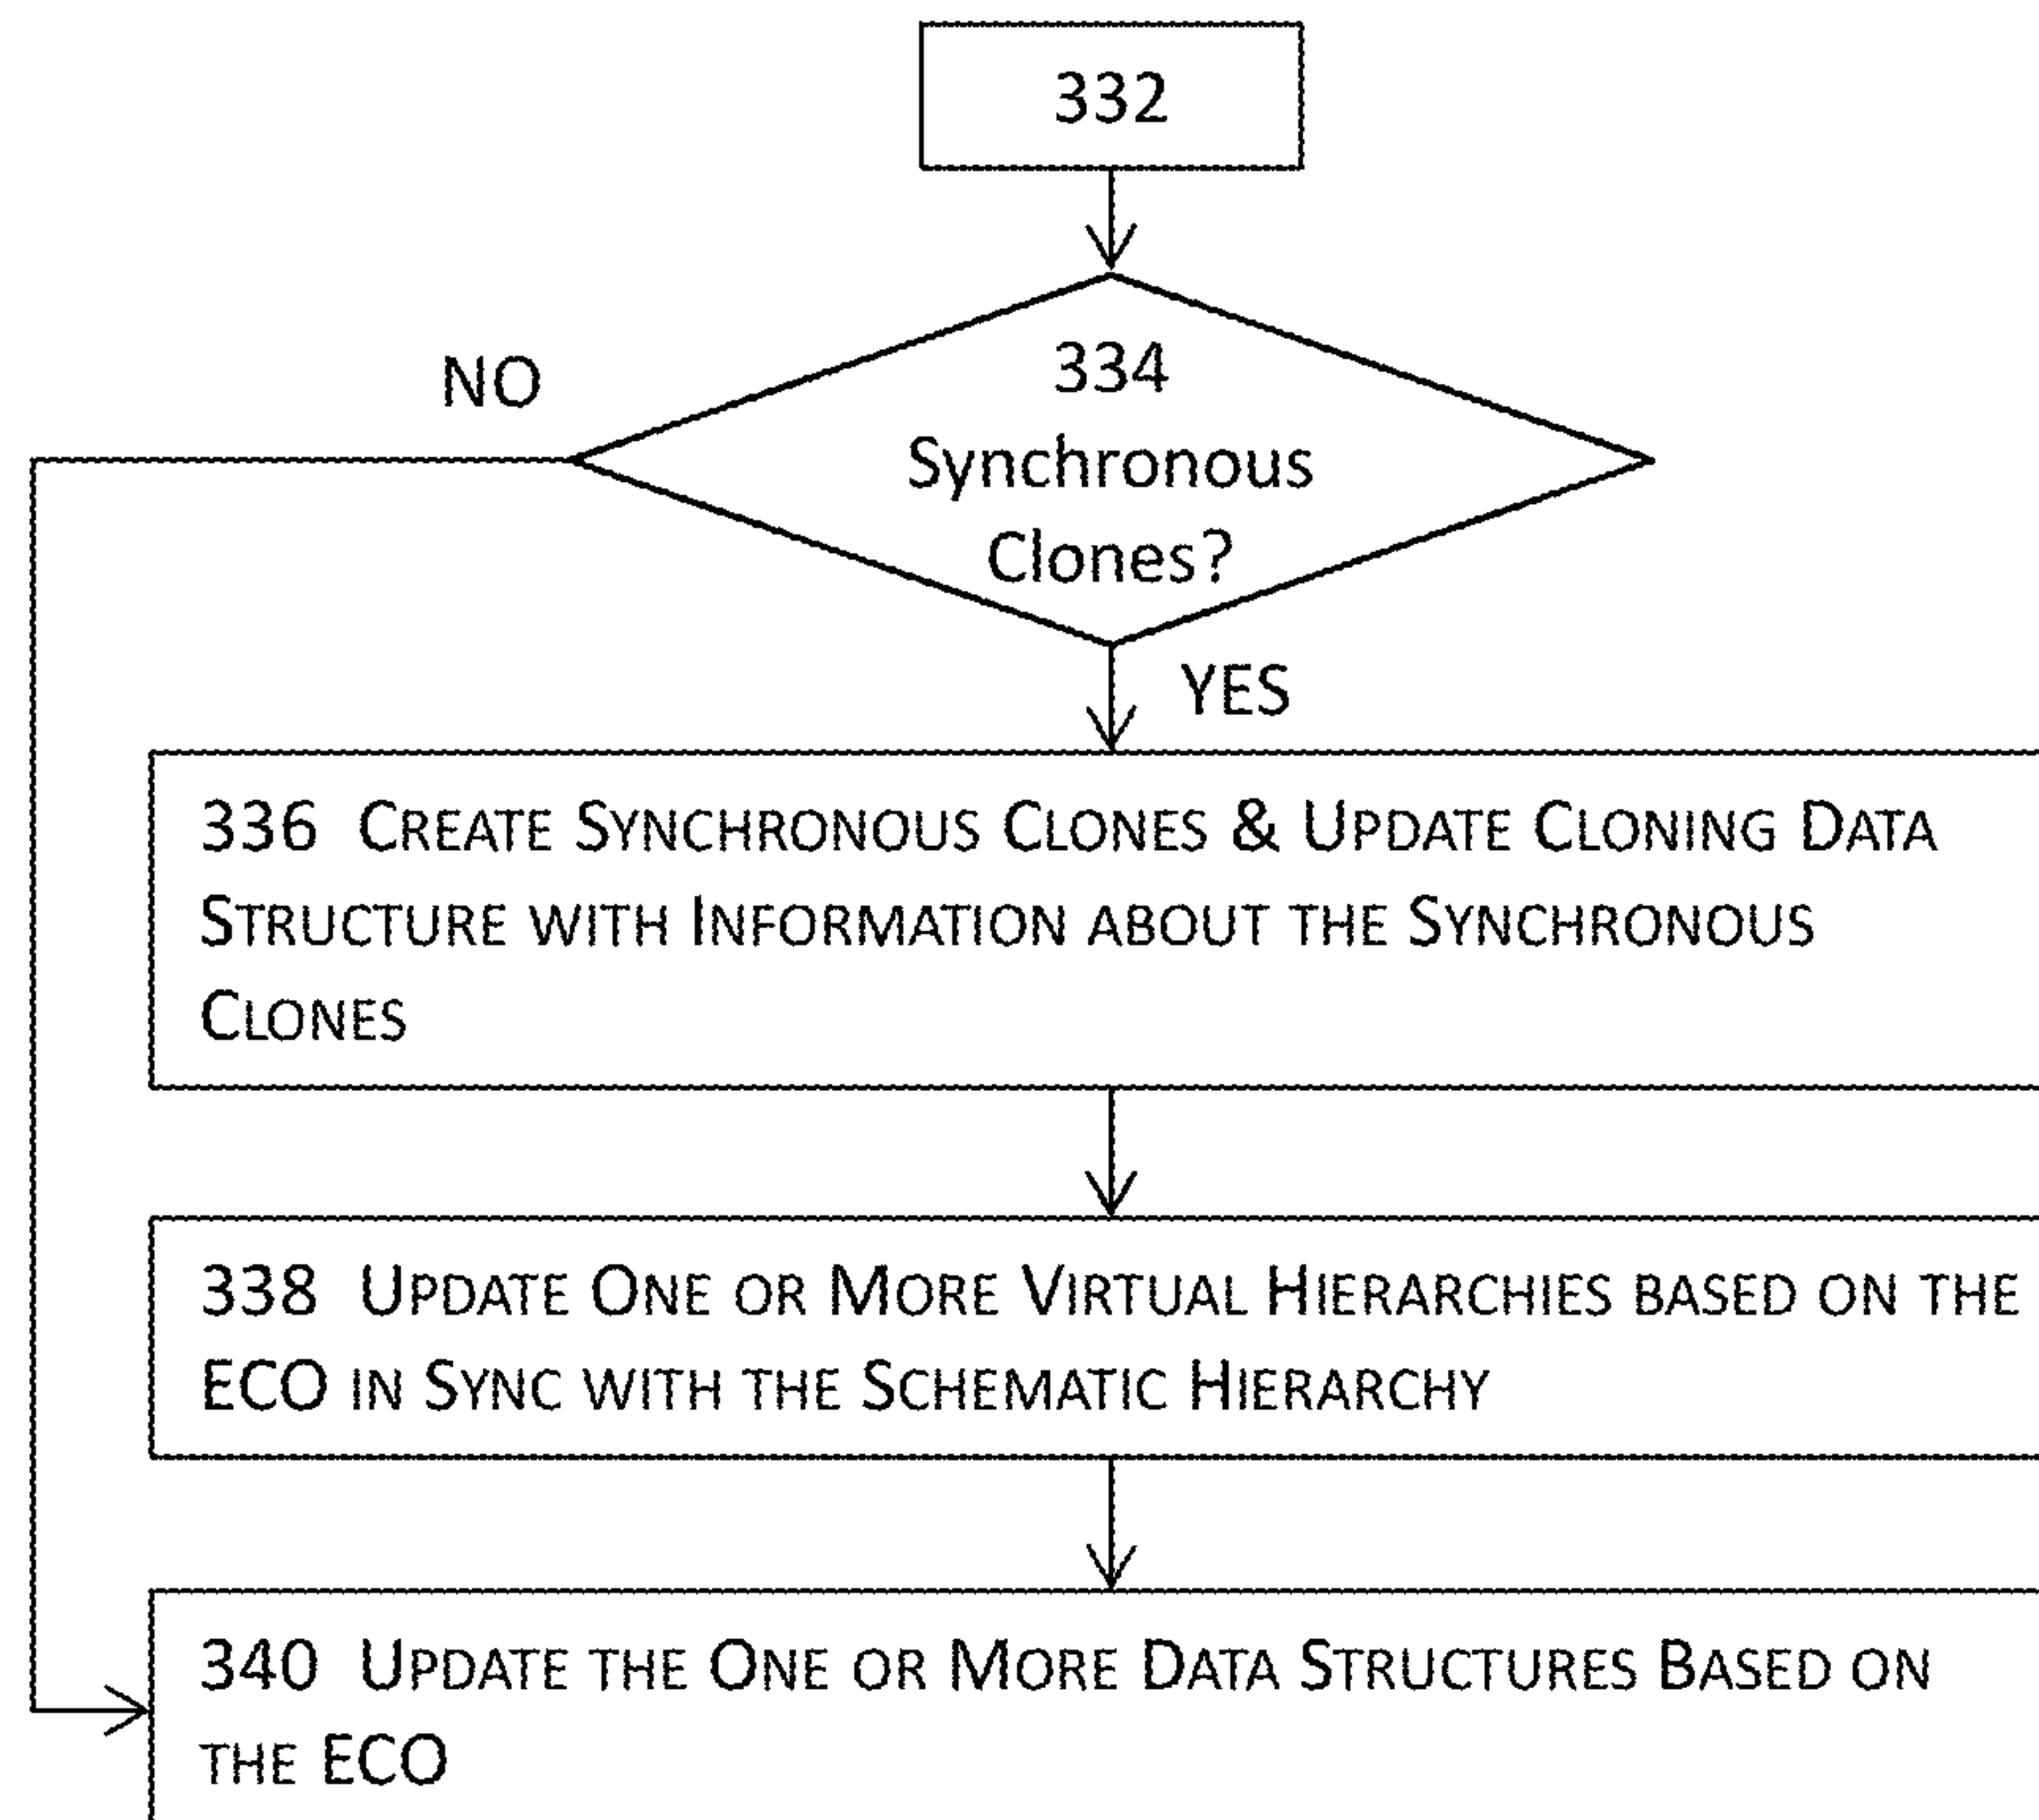 332
334
Synchronous
Clones?
NO
YES
336 Create Synchronous Clones & Update Cloning Data
Structure with Information about the Synchronous
Clones
338 Update One or More Virtual Hierarchies based on the
ECO in Sync with the Schematic Hierarchy
340 Update the One or More Data Structures Based on
the ECO